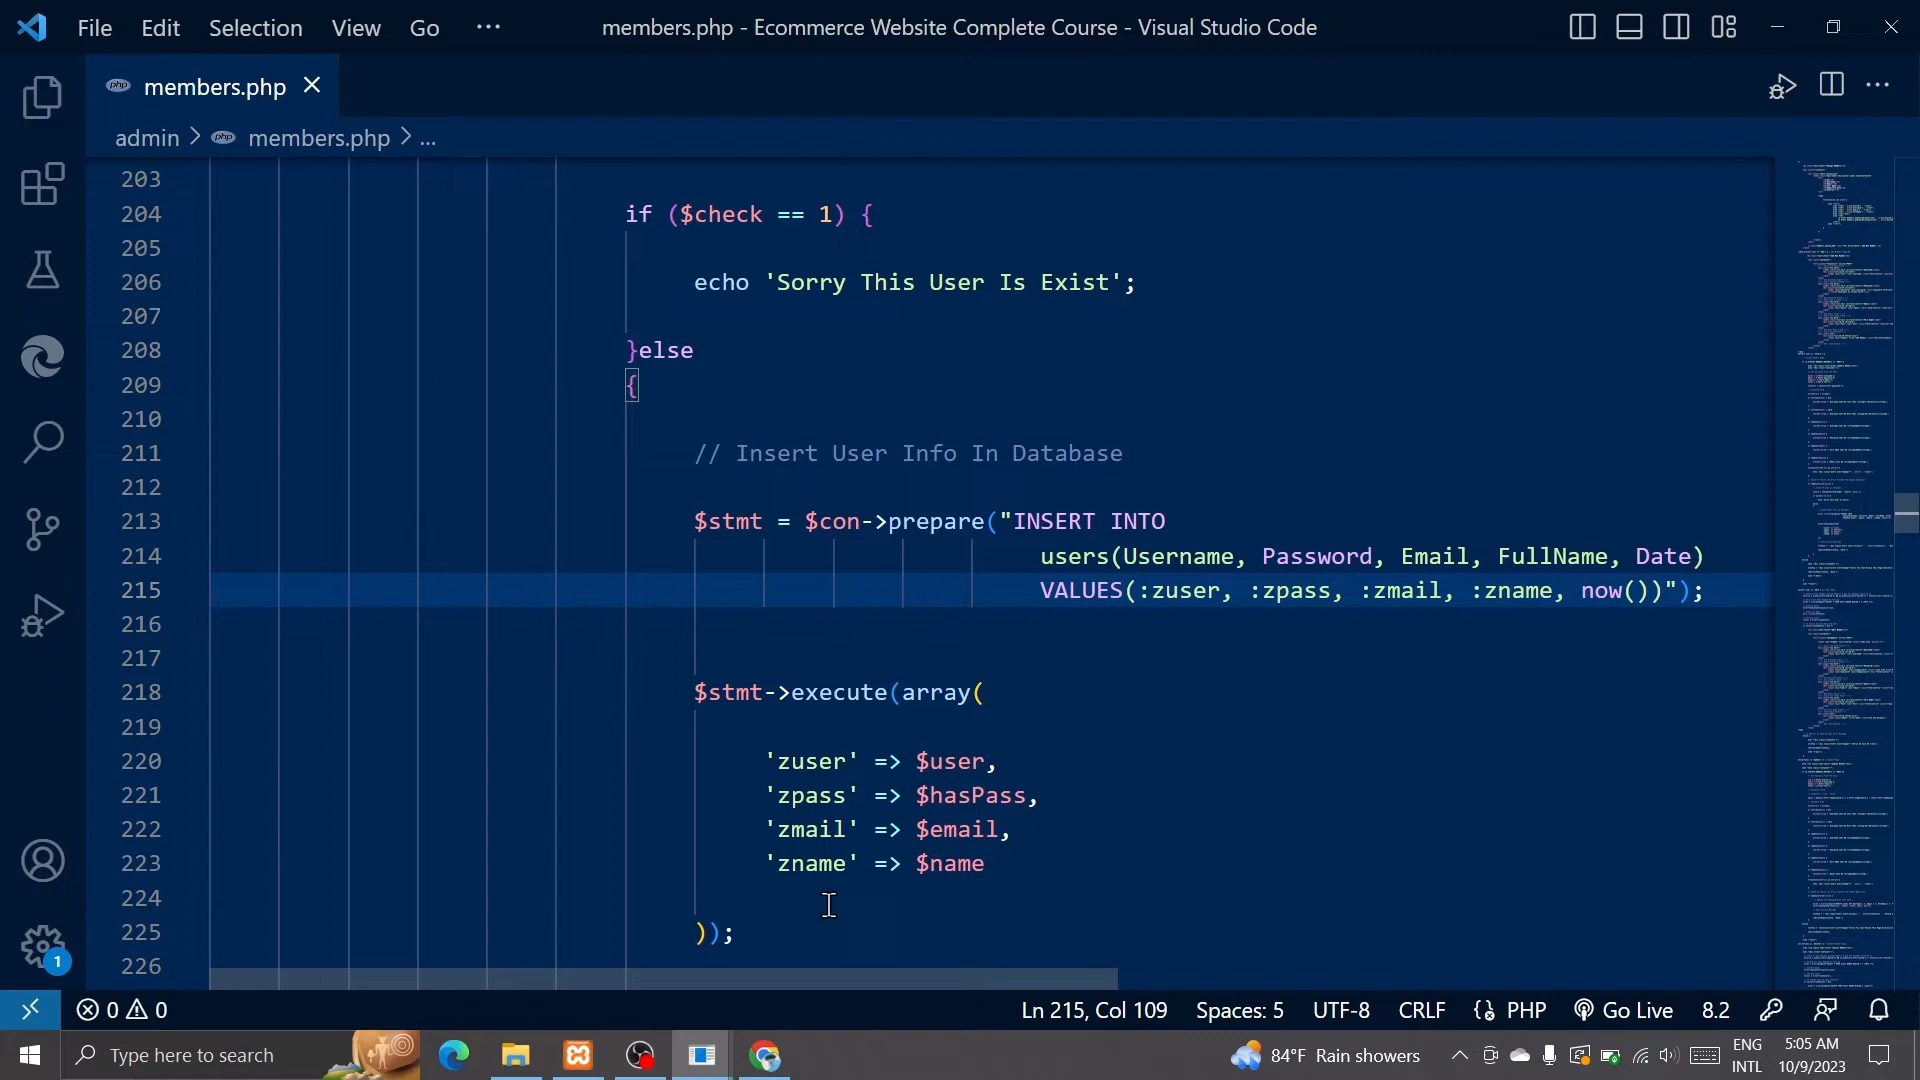 File Edit Selection View Go ···
members.php - Ecommerce Website Complete Course - Visual Studio Code
php members.php
admin > php members.php > ...
203
204 if ($check == 1) {
205
206 echo 'Sorry This User Is Exist';
207
208 }else
209 {
210
211 // Insert User Info In Database
212
213 $stmt = $con->prepare("INSERT INTO
214 users(Username, Password, Email, FullName, Date)
215 VALUES(:zuser, :zpass, :zmail, :zname, now())");
216
217
218 $stmt->execute(array(
219
220 'zuser' => $user,
221 'zpass' => $hasPass,
222 'zmail' => $email,
223 'zname' => $name
224
225 ));
226
1
0 0 Ln 215, Col 109 Spaces: 5 UTF-8 CRLF PHP Go Live 8.2
Type here to search
84°F Rain showers
ENG
INTL
5:05 AM
10/9/2023